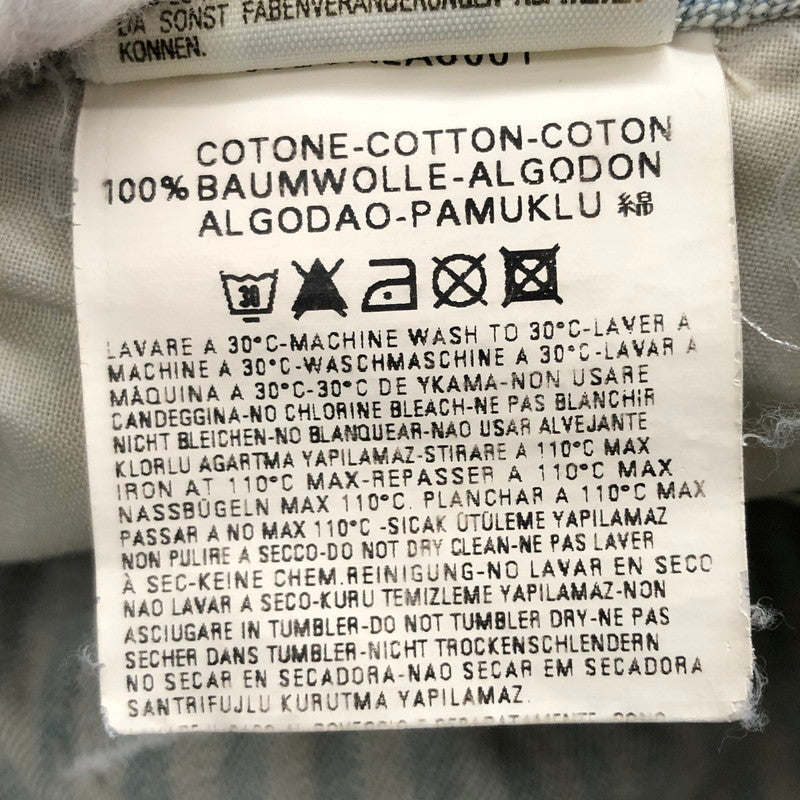 DA SONST FABENVERANDERUNGEN
KONNEN.
COTONE-COTTON-COTON
100% BAUMWOLLE-ALGODON
ALGODAO-PAMUKLU 綿
30
LAVARE A 30°C-MACHINE WASH TO 30°C-LAVER A
MACHINE A 30°C-WASCHMASCHINE A 30°C-LAVAR A
MÀQUINA A 30°C-30°C DE YKAMA-NON USARE
CANDEGGINA-NO CHLORINE BLEACH-NE PAS BLANCHIR
NICHT BLEICHEN-NO BLANQUEAR-NAO USAR ALVEJANTE
KLORLU AGARTMA YAPILAMAZ-STIRARE A 110°C MAX
IRON AT 110°C MAX-REPASSER A 110°C MAX
NASSBÜGELN MAX 110°C. PLANCHAR A 110°C MAX
PASSAR A NO MAX 110°C -SICAK ÜTÜLEME YAPILAMAZ
NON PULIRE A SECCO-DO NOT DRY CLEAN-NE PAS LAVER
À SEC-KEINE CHEM.REINIGUNG-NO LAVAR EN SECO
NAO LAVAR A SECO-KURU TEMIZLEME YAPILAMAZ-NON
ASCIUGARE IN TUMBLER-DO NOT TUMBLE DRY-NE PAS
SECHER DANS TUMBLER-NICHT TROCKENSCHLENDERN
NO SECAR EN SECADORA-NAO SECAR EM SECADORA
SANTRIFUJLU KURUTMA YAPILAMAZ.